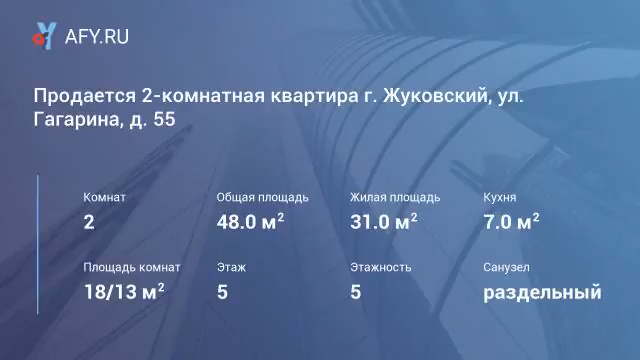 AFY.RU
Продается 2-комнатная квартира г. Жуковский, ул.
Гагарина, д. 55
Комнат
2
Общая площадь
48.0 м²
Жилая площадь
31.0 м²
Кухня
7.0 м²
Площадь комнат
18/13 м²
Этаж
5
Этажность
5
Санузел
раздельный